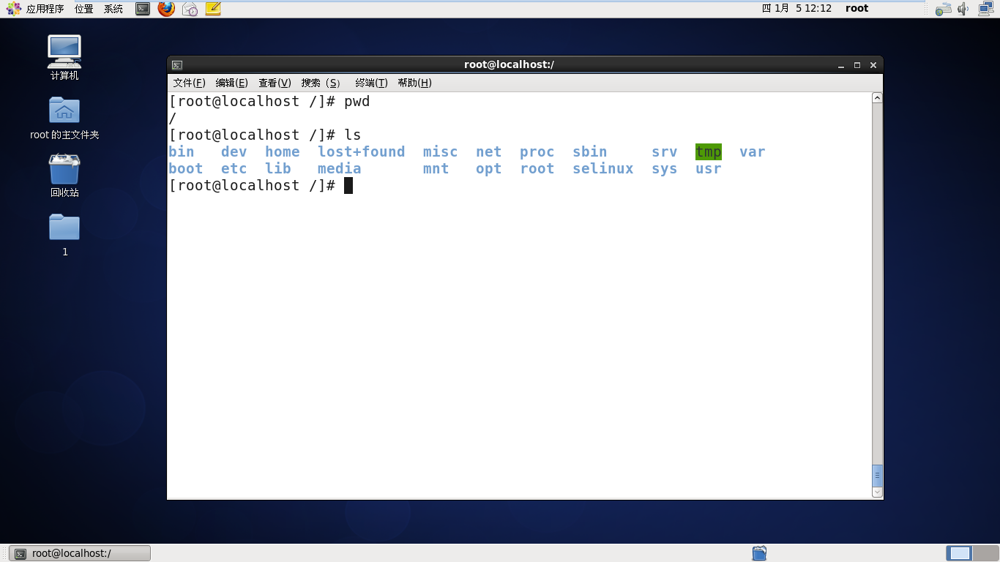 应用程序 位置 系统 四 1月 5 12:12 root
计算机
root 的主文件夹
回收站
1
root@localhost:/
文件(F) 编辑(E) 查看(V) 搜索 (S) 终端(T) 帮助(H)
[root@localhost /]# pwd
/
[root@localhost /]# ls
bin dev home lost+found misc net proc sbin srv tmp var
boot etc lib media mnt opt root selinux sys usr
[root@localhost /]#
root@localhost:/